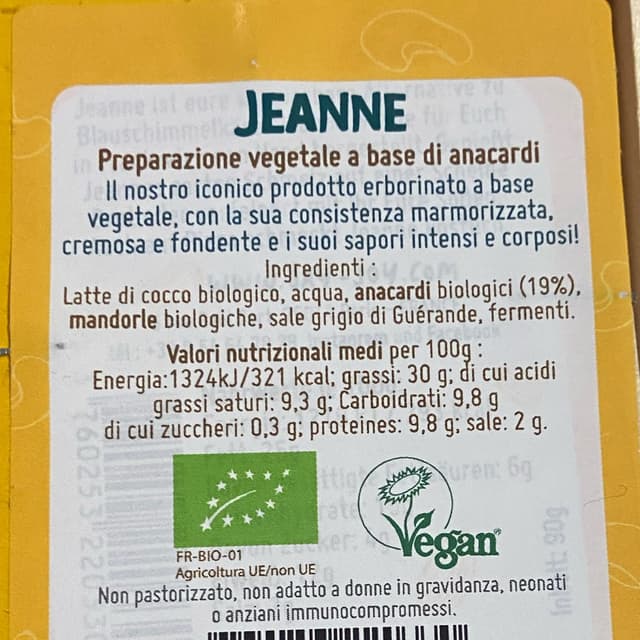 JEANNE
Preparazione vegetale a base di anacardi
Il nostro iconico prodotto erborinato a base
vegetale, con la sua consistenza marmorizzata,
cremosa e fondente e i suoi sapori intensi e corposi!
Ingredienti :
Latte di cocco biologico, acqua, anacardi biologici (19%),
mandorle biologiche, sale grigio di Guérande, fermenti.
Valori nutrizionali medi per 100g :
Energia:1324kJ/321 kcal; grassi: 30 g; di cui acidi
grassi saturi: 9,3 g; Carboidrati: 9,8 g
di cui zuccheri: 0,3 g; proteines: 9,8 g; sale: 2 g.
Vegan
FR-BIO-01
Agricoltura UE/non UE
Non pastorizzato, non adatto a donne in gravidanza, neonati
o anziani immunocompromessi.